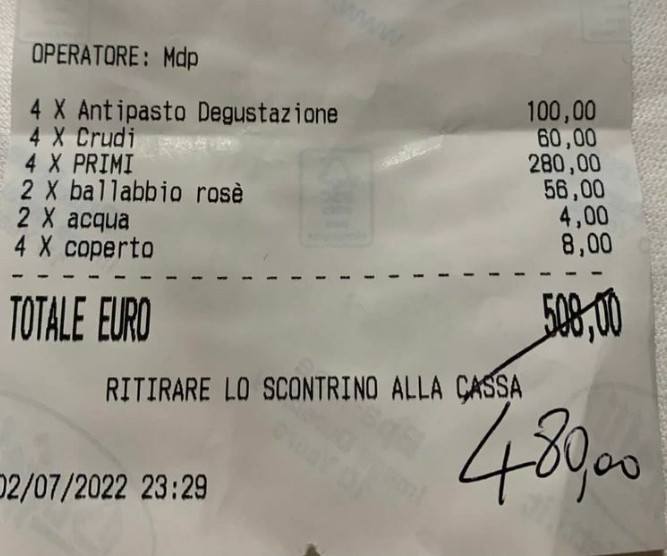 OPERATORE: Mdp
4 X Antipasto Degustazione 100,00
4 X Crudi 60,00
4 X PRIMI 280,00
2 X ballabbio rosè 56,00
2 X acqua 4,00
4 X coperto 8,00
TOTALE EURO 508,00
RITIRARE LO SCONTRINO ALLA CASSA
480,00
02/07/2022 23:29